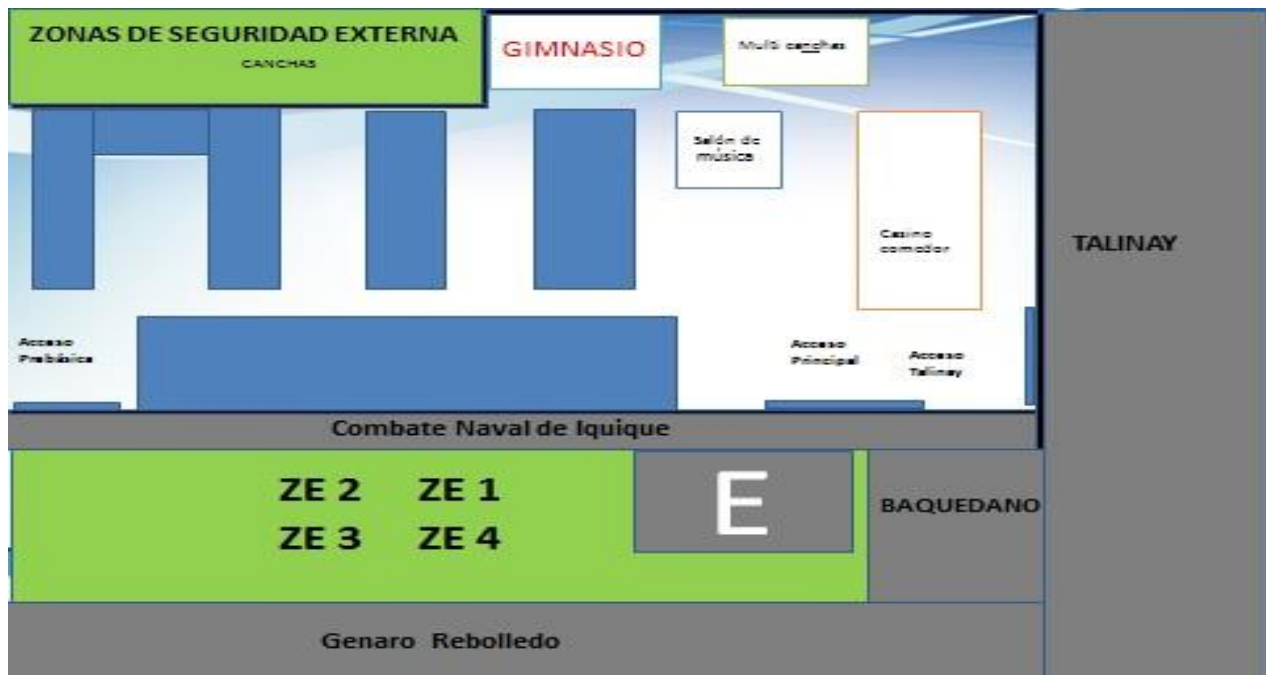 ZONAS DE SEGURIDAD EXTERNA
CANCHAS
GIMNASIO
Multi canchas
Salón de
música
Casino
comedor
TALINAY
Acceso
Prebásica
Acceso
Principal
Acceso
Talinay
Combate Naval de Iquique
ZE 2 ZE 1
ZE 3 ZE 4
E
BAQUEDANO
Genaro Rebolledo